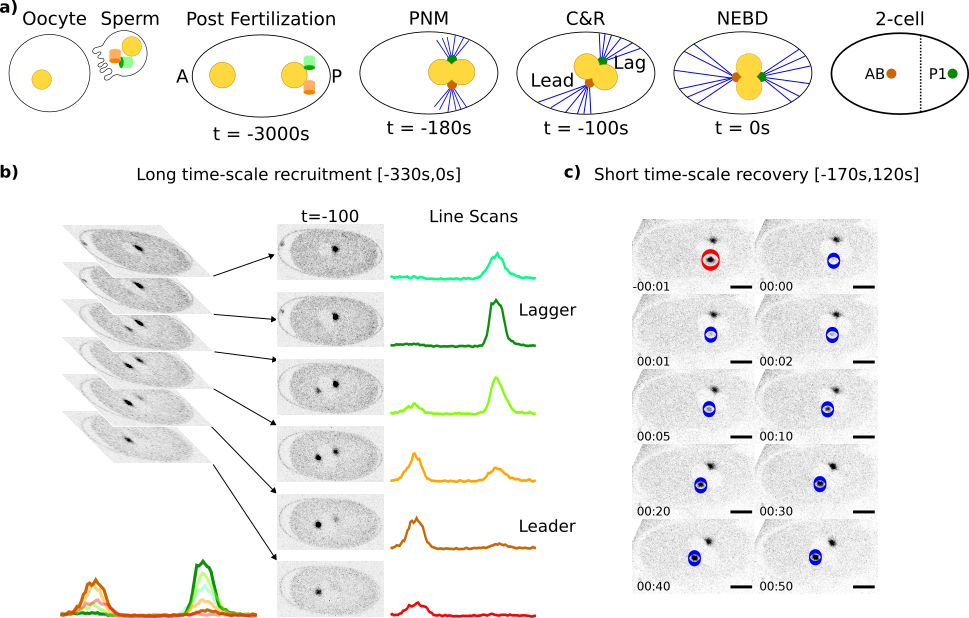 a)
Oocyte Sperm Post Fertilization PNM C&R NEBD 2-cell
A P Lead Lag AB P1
t = -3000s t = -180s t = -100s t = 0s
b) Long time-scale recruitment [-330s,0s]
t=-100 Line Scans
Lagger
Leader
c) Short time-scale recovery [-170s,120s]
-00:01 00:00
00:01 00:02
00:05 00:10
00:20 00:30
00:40 00:50